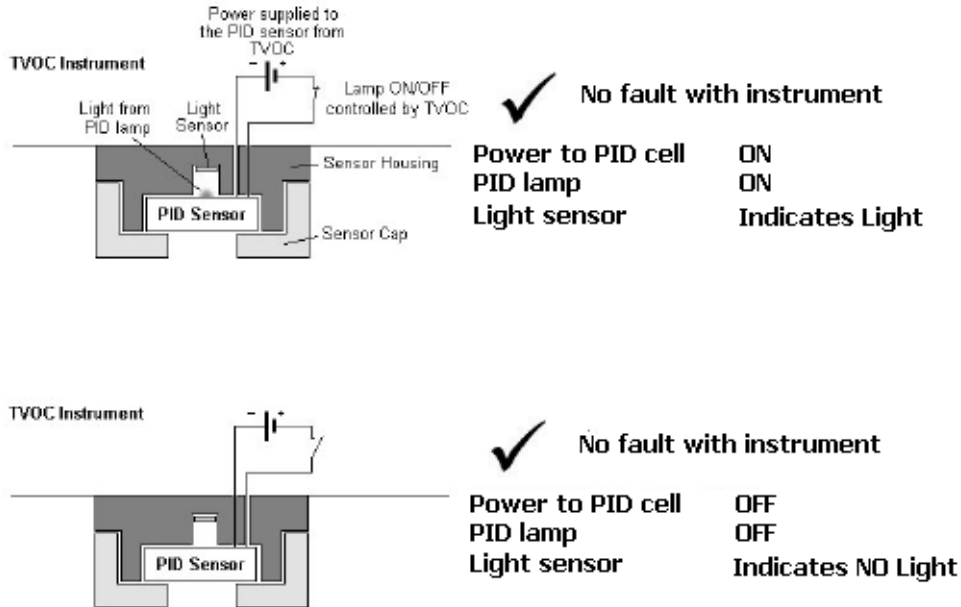 Power supplied to
the PID sensor from
TVOC
TVOC Instrument
- +
Lamp ON/OFF
controlled by TVOC
Light from
PID lamp
Light
Sensor
Sensor Housing
PID Sensor
Sensor Cap
No fault with instrument
Power to PID cell ON
PID lamp ON
Light sensor Indicates Light
TVOC Instrument
- +
PID Sensor
No fault with instrument
Power to PID cell OFF
PID lamp OFF
Light sensor Indicates NO Light